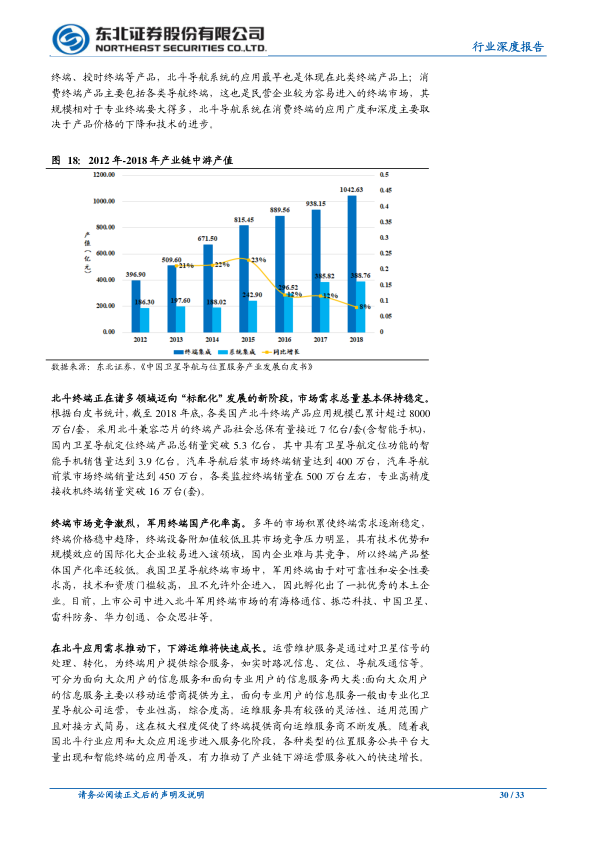 东北证券股份有限公司
NORTHEAST SECURITIES CO.,LTD.
行业深度报告
终端、授时终端等产品，北斗导航系统的应用最早也是体现在此类终端产品上；消
费终端产品主要包括各类导航终端，这也是民营企业较为容易进入的终端市场，其
规模相对于专业终端要大得多，北斗导航系统在消费终端的应用广度和深度主要取
决于产品价格的下降和技术的进步。
图 18：2012 年-2018 年产业链中游产值
1200.00
1000.00
800.00
600.00
400.00
200.00
0.00
产值（亿元）
0.5
0.45
0.4
0.35
0.3
0.25
0.2
0.15
0.1
0.05
0
396.90
509.60
671.50
815.45
889.56
938.15
1042.63
186.30
197.60
188.02
242.90
296.52
385.82
388.76
21%
22%
23%
12%
12%
8%
2012 2013 2014 2015 2016 2017 2018
终端集成 系统集成 同比增长
数据来源：东北证券，《中国卫星导航与位置服务产业发展白皮书》
北斗终端正在诸多领域迈向“标配化”发展的新阶段，市场需求总量基本保持稳定。
根据白皮书统计，截至 2018 年底，各类国产北斗终端产品应用规模已累计超过 8000
万台/套，采用北斗兼容芯片的终端产品社会总保有量接近 7 亿台/套(含智能手机)，
国内卫星导航定位终端产品总销量突破 5.3 亿台，其中具有卫星导航定位功能的智
能手机销售量达到 3.9 亿台。汽车导航后装市场终端销量达到 400 万台，汽车导航
前装市场终端销量达到 450 万台，各类监控终端销量在 500 万台左右，专业高精度
接收机终端销量突破 16 万台(套)。
终端市场竞争激烈，军用终端国产化率高。多年的市场积累使终端需求逐渐稳定，
终端价格稳中趋降，终端设备附加值较低且其市场竞争压力明显，具有技术优势和
规模效应的国际化大企业较易进入该领域，国内企业难与其竞争，所以终端产品整
体国产化率还较低。我国卫星导航终端市场中，军用终端由于对可靠性和安全性要
求高，技术和资质门槛较高，且不允许外企进入，因此孵化出了一批优秀的本土企
业。目前，上市公司中进入北斗军用终端市场的有海格通信、振芯科技、中国卫星、
雷科防务、华力创通、合众思壮等。
在北斗应用需求推动下，下游运维将快速成长。运营维护服务是通过对卫星信号的
处理、转化，为终端用户提供综合服务，如实时路况信息、定位、导航及通信等。
可分为面向大众用户的信息服务和面向专业用户的信息服务两大类:面向大众用户
的信息服务主要以移动运营商提供为主，面向专业用户的信息服务一般由专业化卫
星导航公司运营，专业性高，综合度高。运维服务具有较强的灵活性、适用范围广
且对接方式简易，这在极大程度促使了终端提供商向运维服务商不断发展。随着我
国北斗行业应用和大众应用逐步进入服务化阶段，各种类型的位置服务公共平台大
量出现和智能终端的应用普及，有力推动了产业链下游运营服务收入的快速增长。
请务必阅读正文后的声明及说明
30 / 33